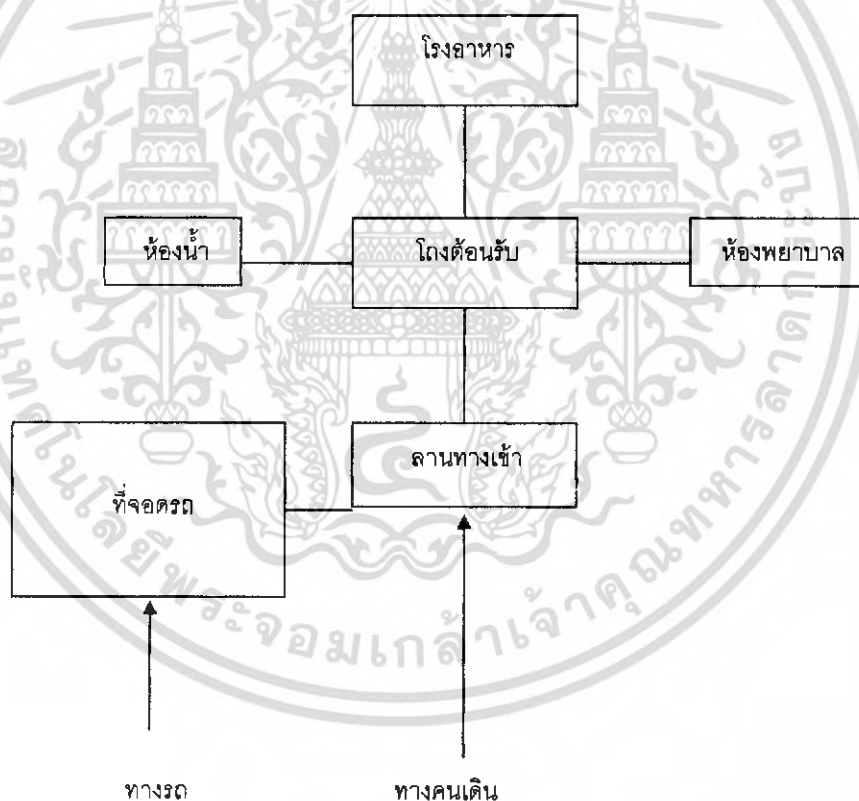 โรงอาหาร
ห้องน้ำ
โถงต้อนรับ
ห้องพยาบาล
ลานทางเข้า
ที่จอดรถ
ทางรถ
ทางคนเดิน